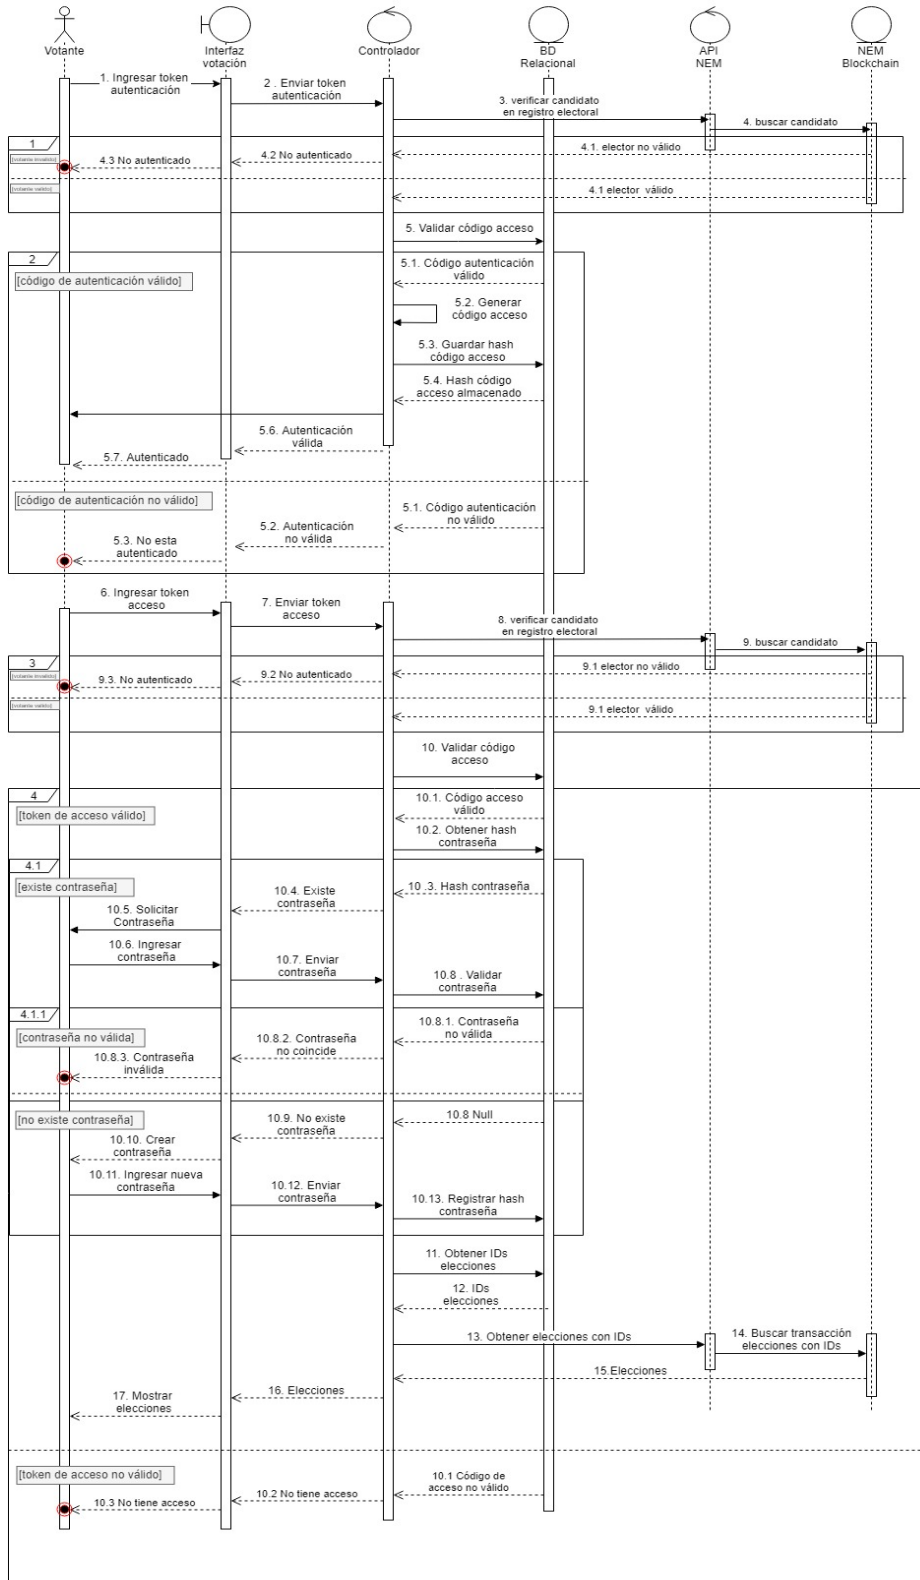 Votante
Interfaz
votación
Controlador
BD
Relacional
API
NEM
NEM
Blockchain
1. Ingresar token
autenticación
2 . Enviar token
autenticación
3. verificar candidato
en registro electoral
4. buscar candidato
1
[votante inválido]
4.3 No autenticado
4.2 No autenticado
4.1. elector no válido
[votante valido]
4.1 elector válido
5. Validar código acceso
2
[código de autenticación válido]
5.1. Código autenticación
válido
5.2. Generar
código acceso
5.3. Guardar hash
código acceso
5.4. Hash código
acceso almacenado
5.6. Autenticación
válida
5.7. Autenticado
[código de autenticación no válido]
5.1. Código autenticación
no válido
5.2. Autenticación
no válida
5.3. No esta
autenticado
6. Ingresar token
acceso
7. Enviar token
acceso
8. verificar candidato
en registro electoral
9. buscar candidato
3
[votante inválido]
9.3. No autenticado
9.2 No autenticado
9.1 elector no válido
[votante valido]
9.1 elector válido
10. Validar código
acceso
4
[token de acceso válido]
10.1. Código acceso
válido
10.2. Obtener hash
contraseña
4.1
[existe contraseña]
10 .3. Hash contraseña
10.4. Existe
contraseña
10.5. Solicitar
Contraseña
10.6. Ingresar
contraseña
10.7. Enviar
contraseña
10.8 . Validar
contraseña
4.1.1
[contraseña no válida]
10.8.1. Contraseña
no válida
10.8.2. Contraseña
no coincide
10.8.3. Contraseña
inválida
[no existe contraseña]
10.8 Null
10.9. No existe
contraseña
10.10. Crear
contraseña
10.11. Ingresar nueva
contraseña
10.12. Enviar
contraseña
10.13. Registrar hash
contraseña
11. Obtener IDs
elecciones
12. IDs
elecciones
13. Obtener elecciones con IDs
14. Buscar transacción
elecciones con IDs
15.Elecciones
16. Elecciones
17. Mostrar
elecciones
[token de acceso no válido]
10.1 Código de
acceso no válido
10.2 No tiene acceso
10.3 No tiene acceso